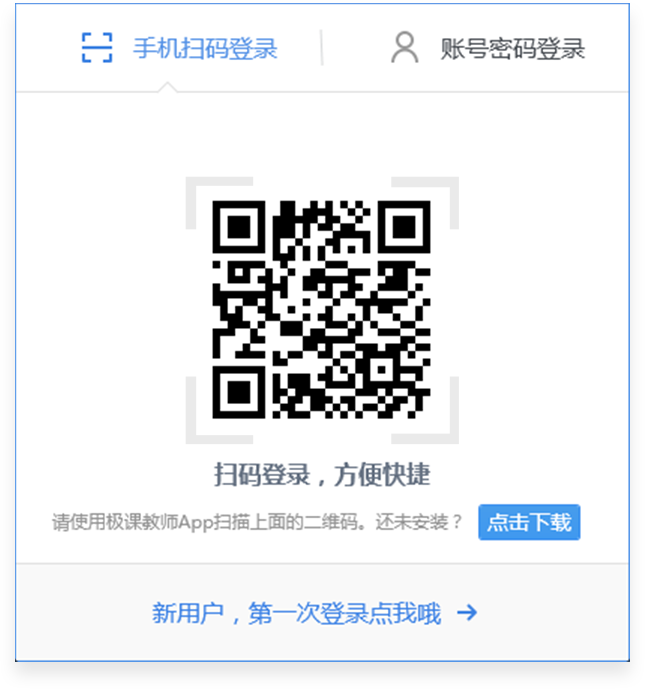 手机扫码登录
账号密码登录
扫码登录，方便快捷
请使用极课教师App扫描上面的二维码。还未安装？
点击下载
新用户，第一次登录点我哦 →